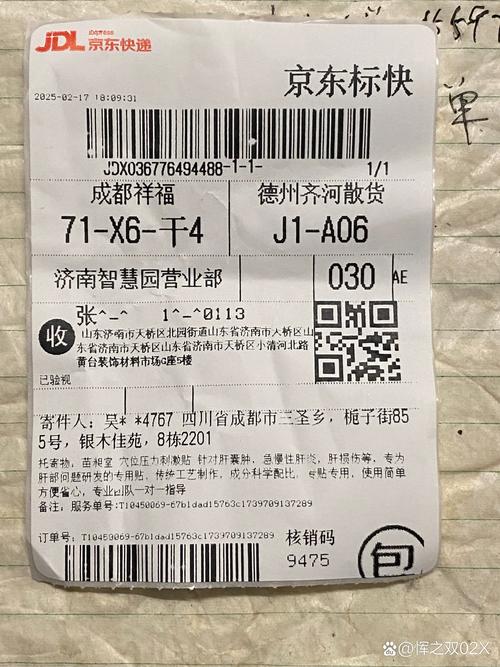 JDL 京东快递
京东标快
2025-02-17 18:09:31
单
JDX036776494488-1-1-
1/1
成都祥福
德州齐河散货
71-X6-干4
J1-A06
济南智慧园营业部
030
AE
收
张^-^ 1^-^0113
山东济南市天桥区北园街道山东省济南市天桥区山
东省济南市天桥区山东省济南市天桥区小清河北路
黄台装饰材料市场G座5楼
已验视
寄件人：吴* *4767 四川省成都市三圣乡，栀子街85
5号，银木佳苑，8栋2201
托寄物，苗昶室 穴位压力刺激贴 针对肝囊肿，急慢性肝炎，肝损伤等，专为
肝部问题研发的专用贴，传统工艺制作，成分科学配比，专贴专用，使用简单
方便省心，专业团队一对一指导
备注：服务单号：T10450069-67b1dad15763c1739709137289
订单号：T10450069-67b1dad15763c1739709137289
核销码
9475
包
@恽之双02X